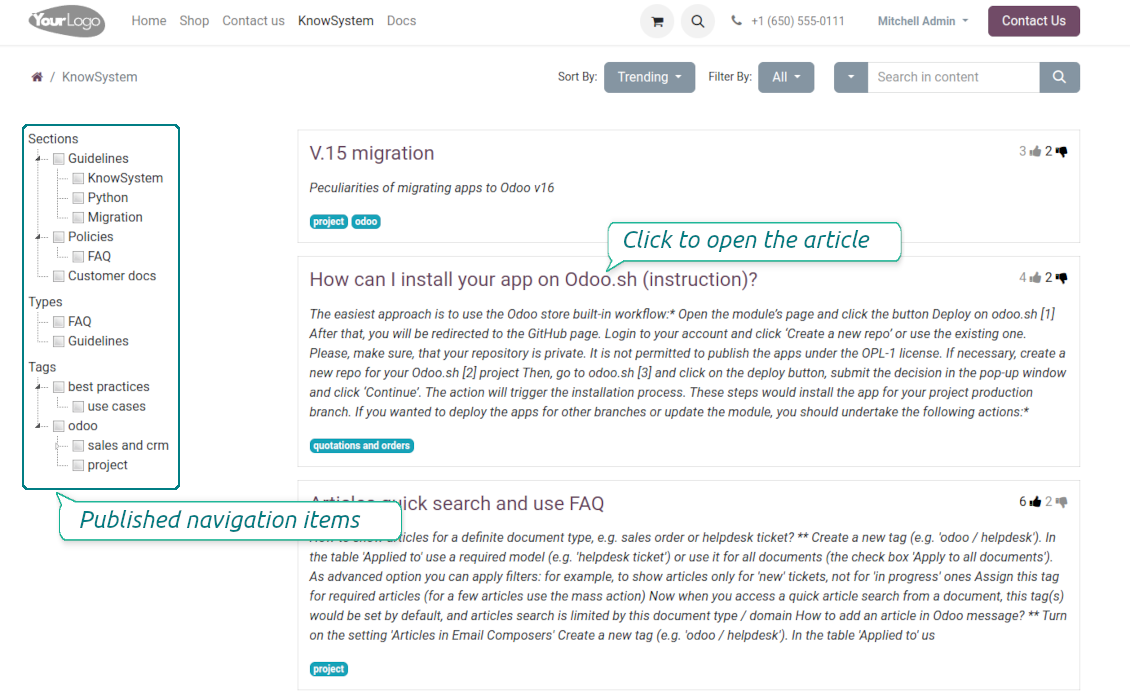 YourLogo
Home Shop Contact us KnowSystem Docs
+1 (650) 555-0111
Mitchell Admin
Contact Us
/ KnowSystem
Sort By: Trending Filter By: All Search in content
Sections
Guidelines
KnowSystem
Python
Migration
Policies
FAQ
Customer docs
Types
FAQ
Guidelines
Tags
best practices
use cases
odoo
sales and crm
project
Published navigation items
V.15 migration
3 2
Peculiarities of migrating apps to Odoo v16
project odoo
Click to open the article
How can I install your app on Odoo.sh (instruction)?
4 2
The easiest approach is to use the Odoo store built-in workflow:* Open the module's page and click the button Deploy on odoo.sh [1]
After that, you will be redirected to the GitHub page. Login to your account and click ‘Create a new repo’ or use the existing one.
Please, make sure, that your repository is private. It is not permitted to publish the apps under the OPL-1 license. If necessary, create a
new repo for your Odoo.sh [2] project Then, go to odoo.sh [3] and click on the deploy button, submit the decision in the pop-up window
and click ‘Continue’. The action will trigger the installation process. These steps would install the app for your project production
branch. If you wanted to deploy the apps for other branches or update the module, you should undertake the following actions:*
quotations and orders
Articles quick search and use FAQ
6 2
How to show articles for a definite document type, e.g. sales order or helpdesk ticket? ** Create a new tag (e.g. 'odoo / helpdesk'). In
the table 'Applied to' use a required model (e.g. 'helpdesk ticket') or use it for all documents (the check box 'Apply to all documents').
As advanced option you can apply filters: for example, to show articles only for 'new' tickets, not for 'in progress' ones Assign this tag
for required articles (for a few articles use the mass action) Now when you access a quick article search from a document, this tag(s)
would be set by default, and articles search is limited by this document type / domain How to add an article in Odoo message? ** Turn
on the setting 'Articles in Email Composers' Create a new tag (e.g. 'odoo / helpdesk'). In the table 'Applied to' us
project